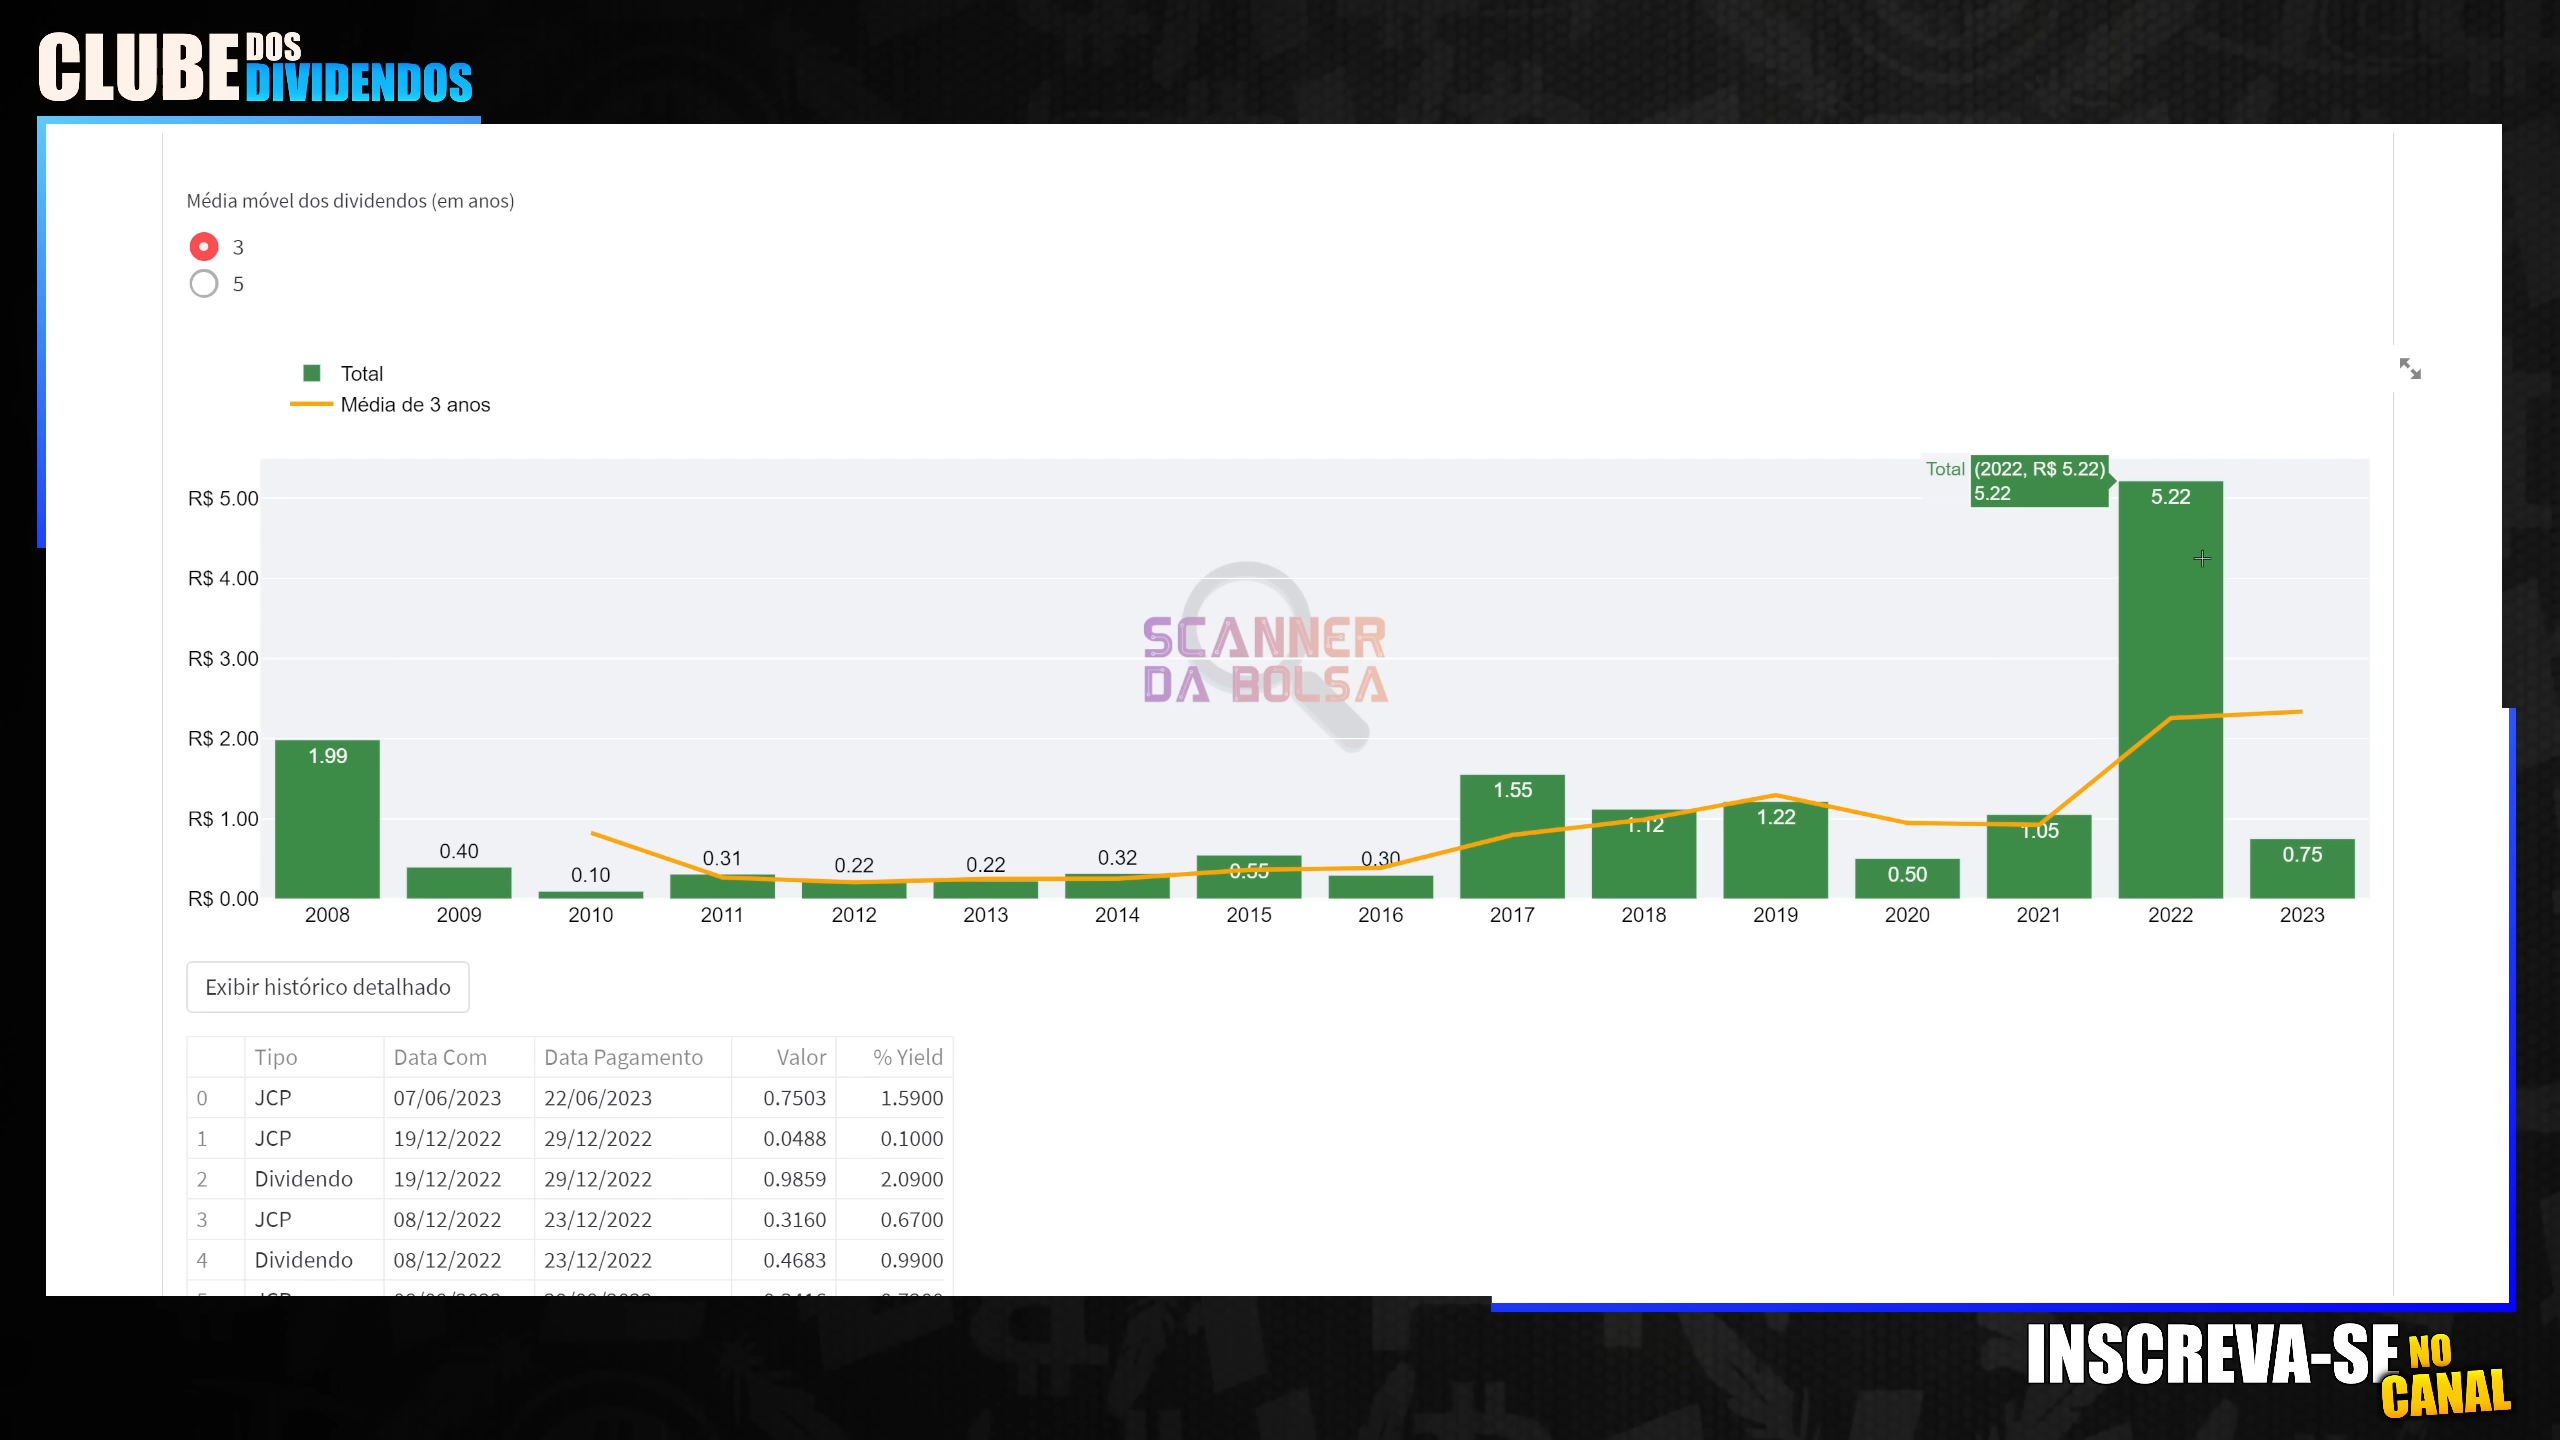 CLUBE DOS DIVIDENDOS
Média móvel dos dividendos (em anos)
3
5
Total
Média de 3 anos
Total (2022, R$ 5.22)
5.22
R$ 5.00
R$ 4.00
R$ 3.00
R$ 2.00
R$ 1.00
R$ 0.00
SCANNER
DA BOLSA
1.99 0.40 0.10 0.31 0.22 0.22 0.32 0.55 0.30 1.55 1.12 1.22 0.50 1.05 5.22 0.75
2008 2009 2010 2011 2012 2013 2014 2015 2016 2017 2018 2019 2020 2021 2022 2023
Exibir histórico detalhado
Tipo Data Com Data Pagamento Valor % Yield
0 JCP 07/06/2023 22/06/2023 0.7503 1.5900
1 JCP 19/12/2022 29/12/2022 0.0488 0.1000
2 Dividendo 19/12/2022 29/12/2022 0.9859 2.0900
3 JCP 08/12/2022 23/12/2022 0.3160 0.6700
4 Dividendo 08/12/2022 23/12/2022 0.4683 0.9900
INSCREVA-SE NO
CANAL